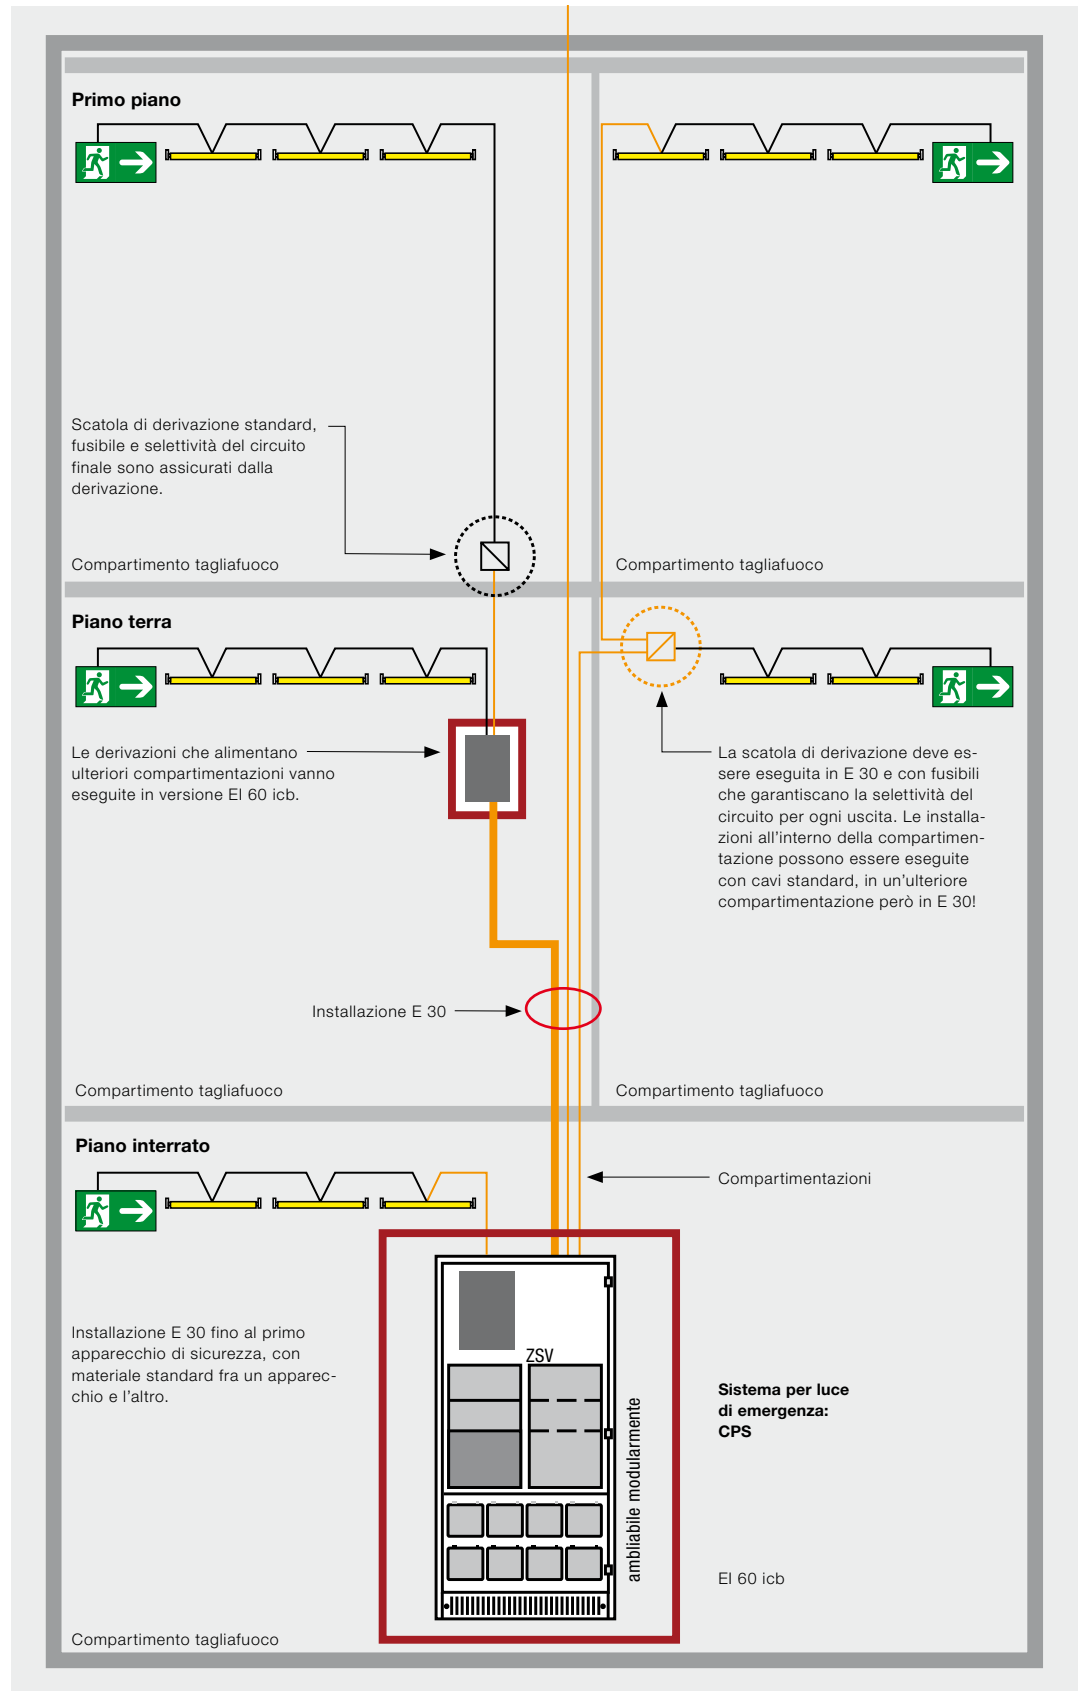 Primo piano
Scatola di derivazione standard,
fusibile e selettività del circuito
finale sono assicurati dalla
derivazione.
Compartimento tagliafuoco
Compartimento tagliafuoco
Piano terra
Le derivazioni che alimentano
ulteriori compartimentazioni vanno
eseguite in versione EI 60 icb.
La scatola di derivazione deve es-
sere eseguita in E 30 e con fusibili
che garantiscano la selettività del
circuito per ogni uscita. Le installa-
zioni all'interno della compartimen-
tazione possono essere eseguite
con cavi standard, in un'ulteriore
compartimentazione però in E 30!
Installazione E 30
Compartimento tagliafuoco
Compartimento tagliafuoco
Piano interrato
Compartimentazioni
Installazione E 30 fino al primo
apparecchio di sicurezza, con
materiale standard fra un apparec-
chio e l'altro.
ZSV
ambliabile modularmente
Sistema per luce
di emergenza:
CPS
EI 60 icb
Compartimento tagliafuoco